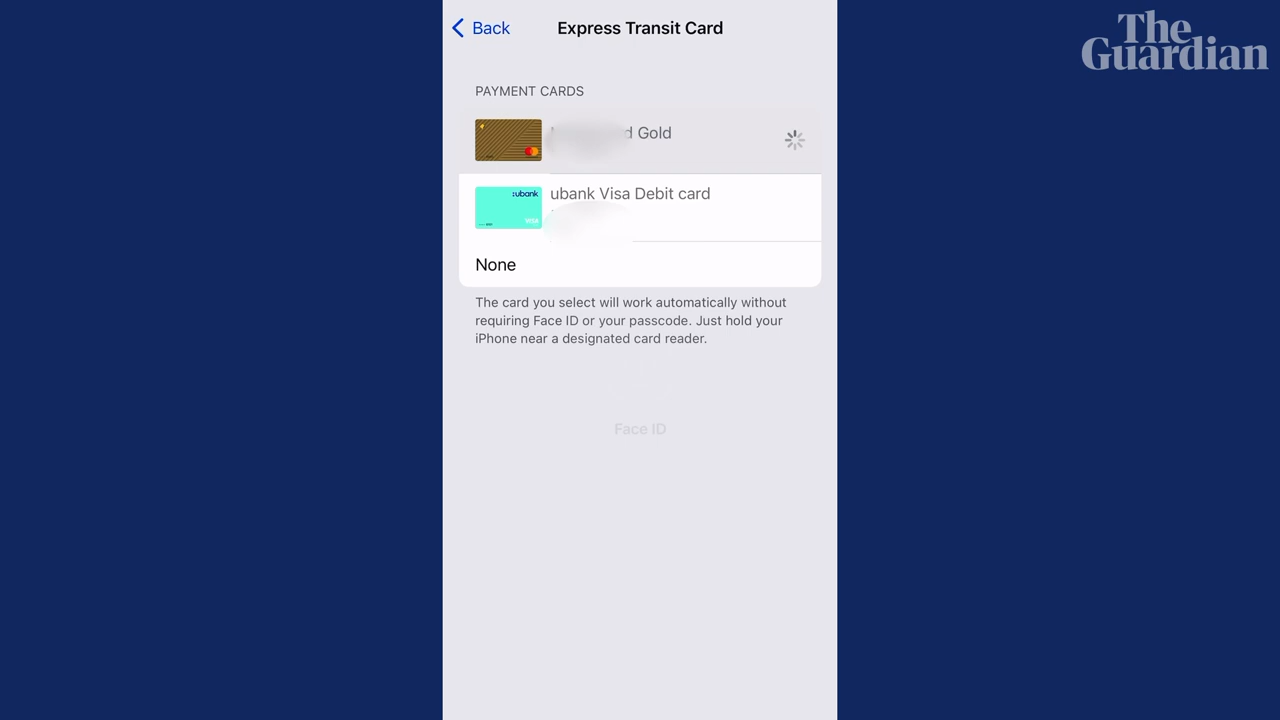 The
Guardian
Back
Express Transit Card
PAYMENT CARDS
Gold
:ubank
VISA
ubank Visa Debit card
None
The card you select will work automatically without
requiring Face ID or your passcode. Just hold your
iPhone near a designated card reader.
Face ID